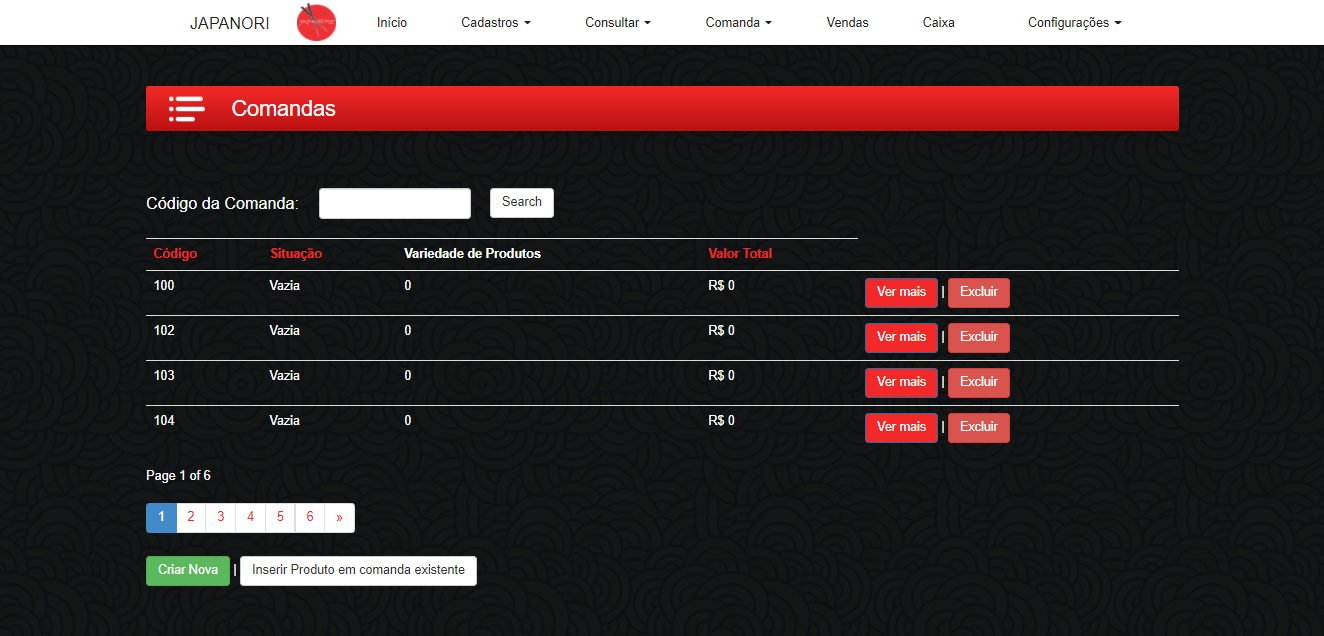 JAPANORI Início Cadastros Consultar Comanda Vendas Caixa Configurações
Comandas
Código da Comanda: Search
Código Situação Variedade de Produtos Valor Total
100 Vazia 0 R$ 0 Ver mais | Excluir
102 Vazia 0 R$ 0 Ver mais | Excluir
103 Vazia 0 R$ 0 Ver mais | Excluir
104 Vazia 0 R$ 0 Ver mais | Excluir
Page 1 of 6
1 2 3 4 5 6 »
Criar Nova | Inserir Produto em comanda existente